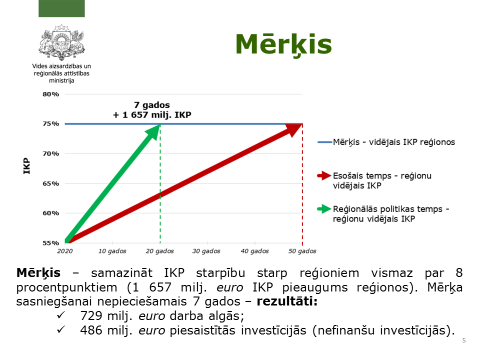 Mērķis
Vides aizsardzības un
reģionālās attīstības
ministrija
80%
75%
70%
65%
60%
55%
IKP
7 gados
+ 1 657 milj. IKP
2020
10 gados
20 gados
30 gados
40 gados
50 gados
Mērķis - vidējais IKP reģionos
Esošais temps - reģionu
vidējais IKP
Reģionālās politikas temps -
reģionu vidējais IKP
Mērķis – samazināt IKP starpību starp reģioniem vismaz par 8
procentpunktiem (1 657 milj. euro IKP pieaugums reģionos). Mērķa
sasniegšanai nepieciešamais 7 gados – rezultāti:
✓ 729 milj. euro darba algās;
✓ 486 milj. euro piesaistītās investīcijās (nefinanšu investīcijās).
5